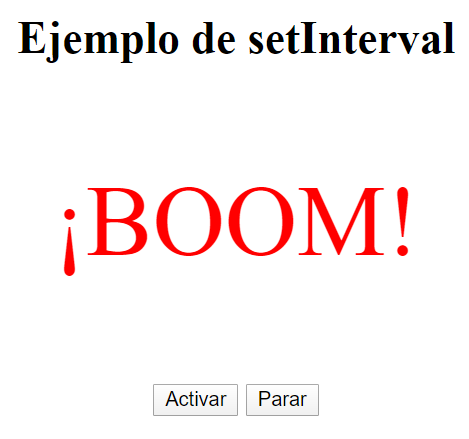 Ejemplo de setInterval
¡BOOM!
Activar Parar